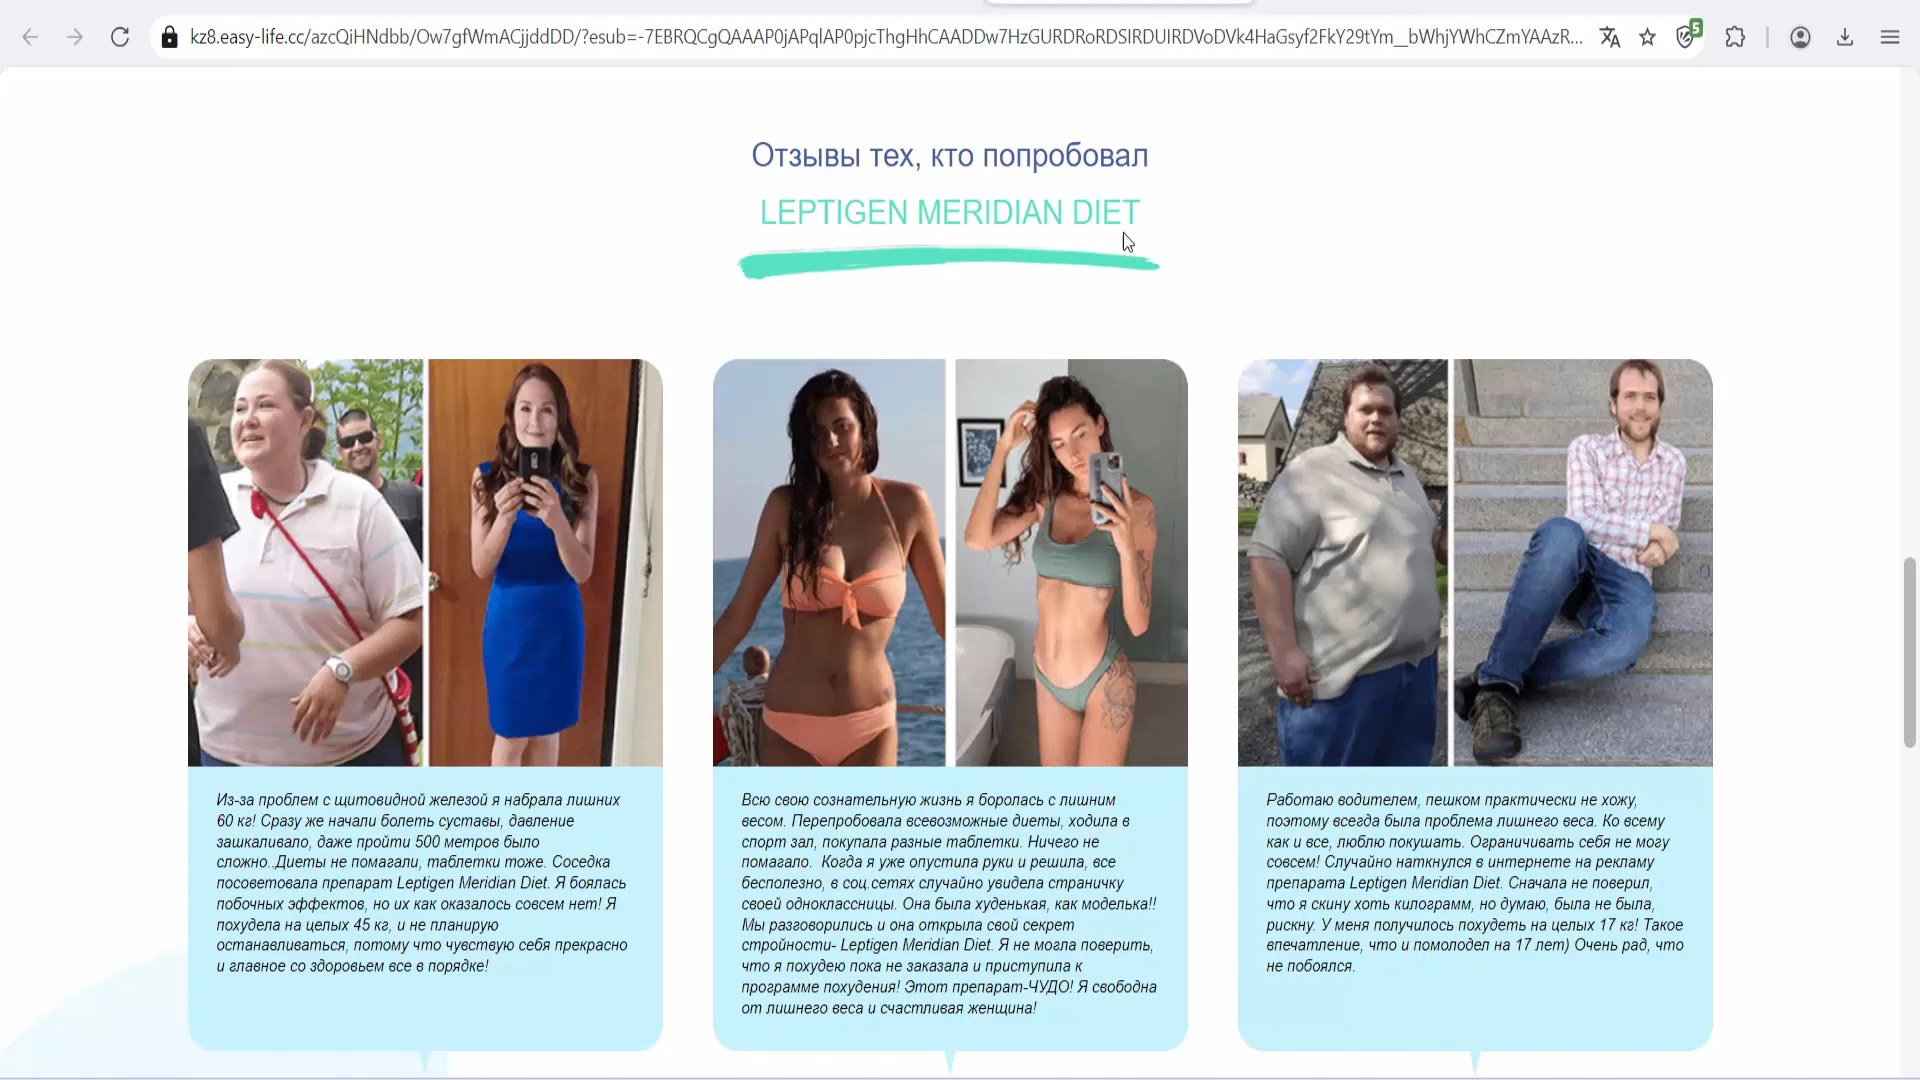 kz8.easy-life.cc/azcQiHNdbb/Ow7gfWmACjjddDD/?esub=-7EBRQCgQAAAP0jAPqlAP0pjcThgHhCAADDw7HzGURDRoRDSIRDUIRDVoDVk4HaGsyf2FkY29tYm__bWhjYWhCZmYAAzR...
5
Отзывы тех, кто попробовал
LEPTIGEN MERIDIAN DIET
Из-за проблем с щитовидной железой я набрала лишних
60 кг! Сразу же начали болеть суставы, давление
зашкаливало, даже пройти 500 метров было
сложно..Диеты не помагали, таблетки тоже. Соседка
посоветовала препарат Leptigen Meridian Diet. Я боялась
побочных эффектов, но их как оказалось совсем нет! Я
похудела на целых 45 кг, и не планирую
останавливаться, потому что чувствую себя прекрасно
и главное со здоровьем все в порядке!
Всю свою сознательную жизнь я боролась с лишним
весом. Перепробовала всевозможные диеты, ходила в
спорт зал, покупала разные таблетки. Ничего не
помагало. Когда я уже опустила руки и решила, все
бесполезно, в соц.сетях случайно увидела страничку
своей одноклассницы. Она была худенькая, как моделька!!
Мы разговорились и она открыла свой секрет
стройности- Leptigen Meridian Diet. Я не могла поверить,
что я похудею пока не заказала и приступила к
программе похудения! Этот препарат-ЧУДО! Я свободна
от лишнего веса и счастливая женщина!
Работаю водителем, пешком практически не хожу,
поэтому всегда была проблема лишнего веса. Ко всему
как и все, люблю покушать. Ограничивать себя не могу
совсем! Случайно наткнулся в интернете на рекламу
препарата Leptigen Meridian Diet. Сначала не поверил,
что я скину хоть килограмм, но думаю, была не была,
рискну. У меня получилось похудеть на целых 17 кг! Такое
впечатление, что и помолодел на 17 лет) Очень рад, что
не побоялся.